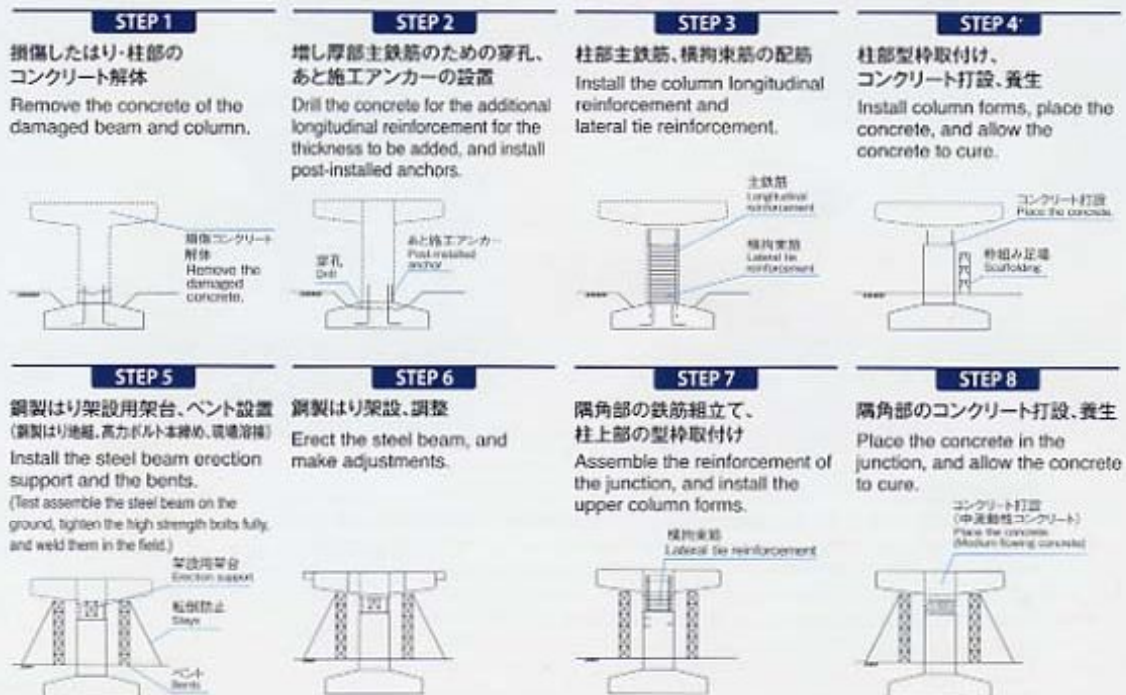 STEP 1
損傷したはり・柱部の
コンクリート解体
Remove the concrete of the
damaged beam and column.
損傷コンクリート
解体
Remove the
damaged
concrete.
STEP 2
増し厚部主鉄筋のための穿孔、
あと施工アンカーの設置
Drill the concrete for the additional
longitudinal reinforcement for the
thickness to be added, and install
post-installed anchors.
穿孔
Drill
あと施工アンカー
Post-installed
anchor
STEP 3
柱部主鉄筋、横拘束筋の配筋
Install the column longitudinal
reinforcement and
lateral tie reinforcement.
主鉄筋
Longitudinal
reinforcement
横拘束筋
Lateral tie
reinforcement
STEP 4
柱部型枠取付け、
コンクリート打設、養生
Install column forms, place the
concrete, and allow the
concrete to cure.
コンクリート打設
Place the concrete.
枠組み足場
Scaffolding
STEP 5
鋼製はり架設用架台、ベント設置
(鋼製はり地組、高力ボルト本締め、現場溶接)
Install the steel beam erection
support and the bents.
(Test assemble the steel beam on the
ground, tighten the high strength bolts fully,
and weld them in the field.)
架設用架台
Erection support
転倒防止
Stays
ベント
Bents
STEP 6
鋼製はり架設、調整
Erect the steel beam, and
make adjustments.
STEP 7
隅角部の鉄筋組立て、
柱上部の型枠取付け
Assemble the reinforcement of
the junction, and install the
upper column forms.
横拘束筋
Lateral tie reinforcement
STEP 8
隅角部のコンクリート打設、養生
Place the concrete in the
junction, and allow the concrete
to cure.
コンクリート打設
(中流動性コンクリート)
Place the concrete.
(Medium flowing concrete)